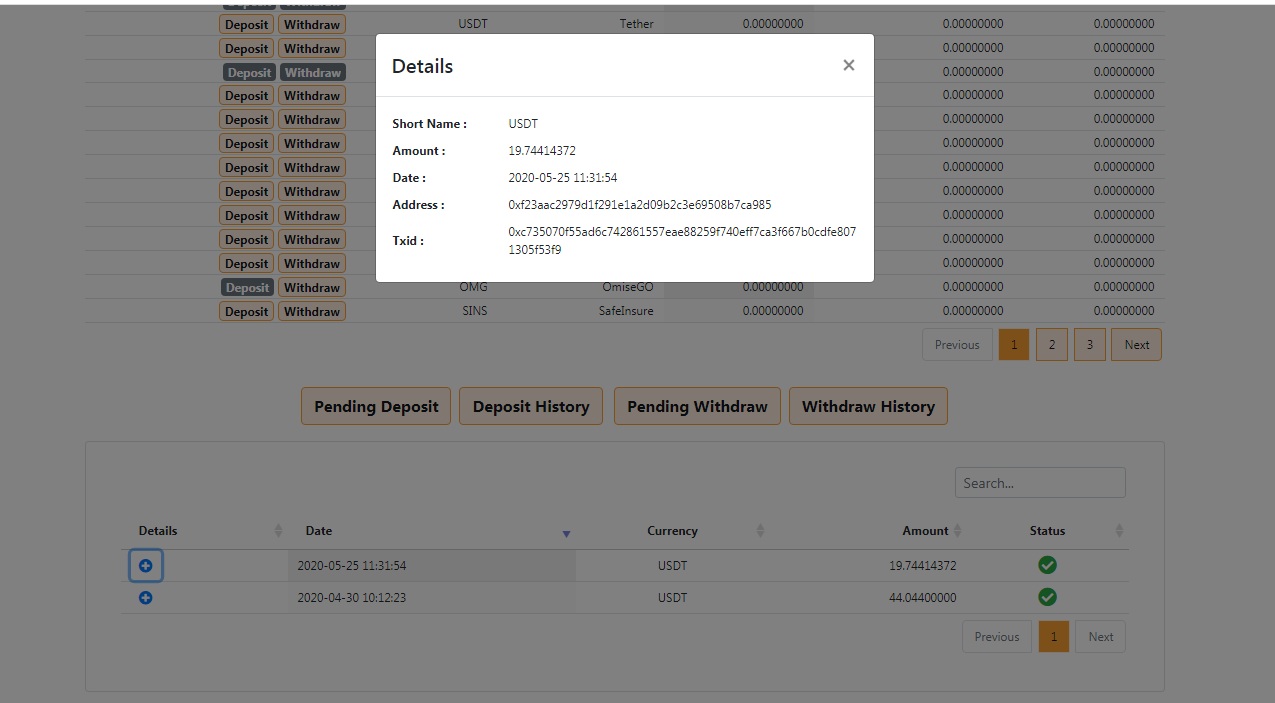 Deposit Withdraw
Deposit Withdraw USDT Tether 0.00000000 0.00000000 0.00000000
Deposit Withdraw 0.00000000 0.00000000
Deposit Withdraw 0.00000000 0.00000000
Deposit Withdraw 0.00000000 0.00000000
Deposit Withdraw 0.00000000 0.00000000
Deposit Withdraw 0.00000000 0.00000000
Deposit Withdraw 0.00000000 0.00000000
Deposit Withdraw 0.00000000 0.00000000
Deposit Withdraw 0.00000000 0.00000000
Deposit Withdraw 0.00000000 0.00000000
Deposit Withdraw 0.00000000 0.00000000
Deposit Withdraw OMG OmiseGO 0.00000000 0.00000000 0.00000000
Deposit Withdraw SINS SafeInsure 0.00000000 0.00000000 0.00000000
Details ×
Short Name : USDT
Amount : 19.74414372
Date : 2020-05-25 11:31:54
Address : 0xf23aac2979d1f291e1a2d09b2c3e69508b7ca985
Txid : 0xc735070f55ad6c742861557eae88259f740eff7ca3f667b0cdfe807
1305f53f9
Previous 1 2 3 Next
Pending Deposit Deposit History Pending Withdraw Withdraw History
Search...
Details Date Currency Amount Status
2020-05-25 11:31:54 USDT 19.74414372
2020-04-30 10:12:23 USDT 44.04400000
Previous 1 Next